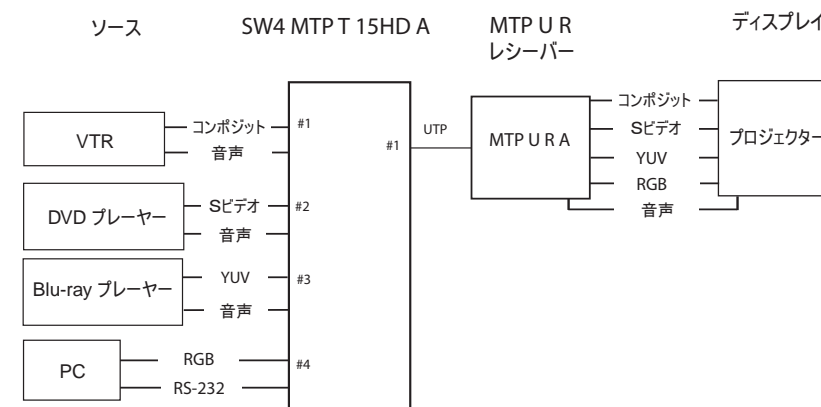 ソース
SW4 MTP T 15HD A
MTP U R
レシーバー
ディスプレイ
VTR
コンポジット
音声
#1
DVD プレーヤー
Sビデオ
音声
#2
Blu-ray プレーヤー
YUV
音声
#3
PC
RGB
RS-232
#4
#1
UTP
MTP U R A
コンポジット
Sビデオ
YUV
RGB
音声
プロジェクター